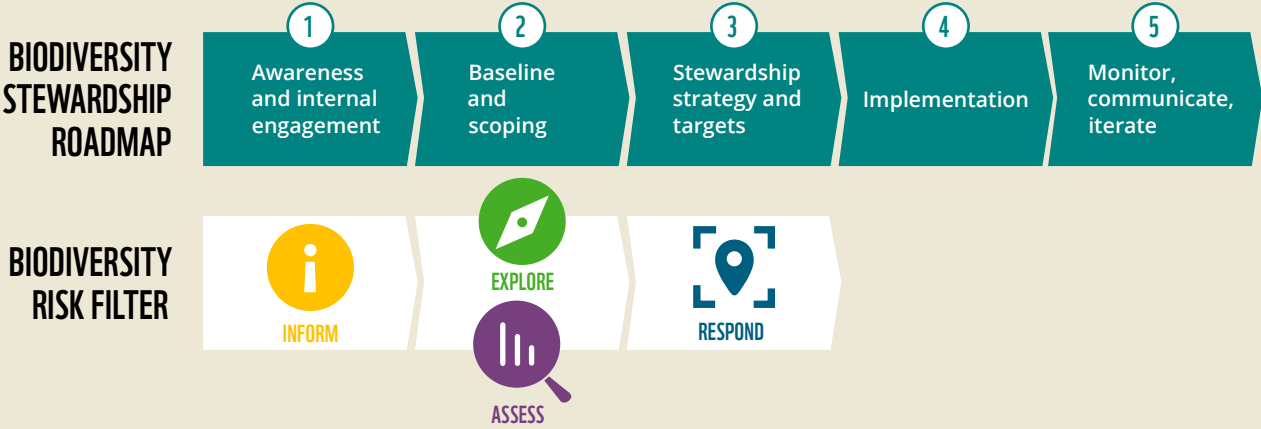 BIODIVERSITY
STEWARDSHIP
ROADMAP
1
Awareness
and internal
engagement
2
Baseline
and
scoping
3
Stewardship
strategy and
targets
4
Implementation
5
Monitor,
communicate,
iterate
BIODIVERSITY
RISK FILTER
INFORM
EXPLORE
ASSESS
RESPOND